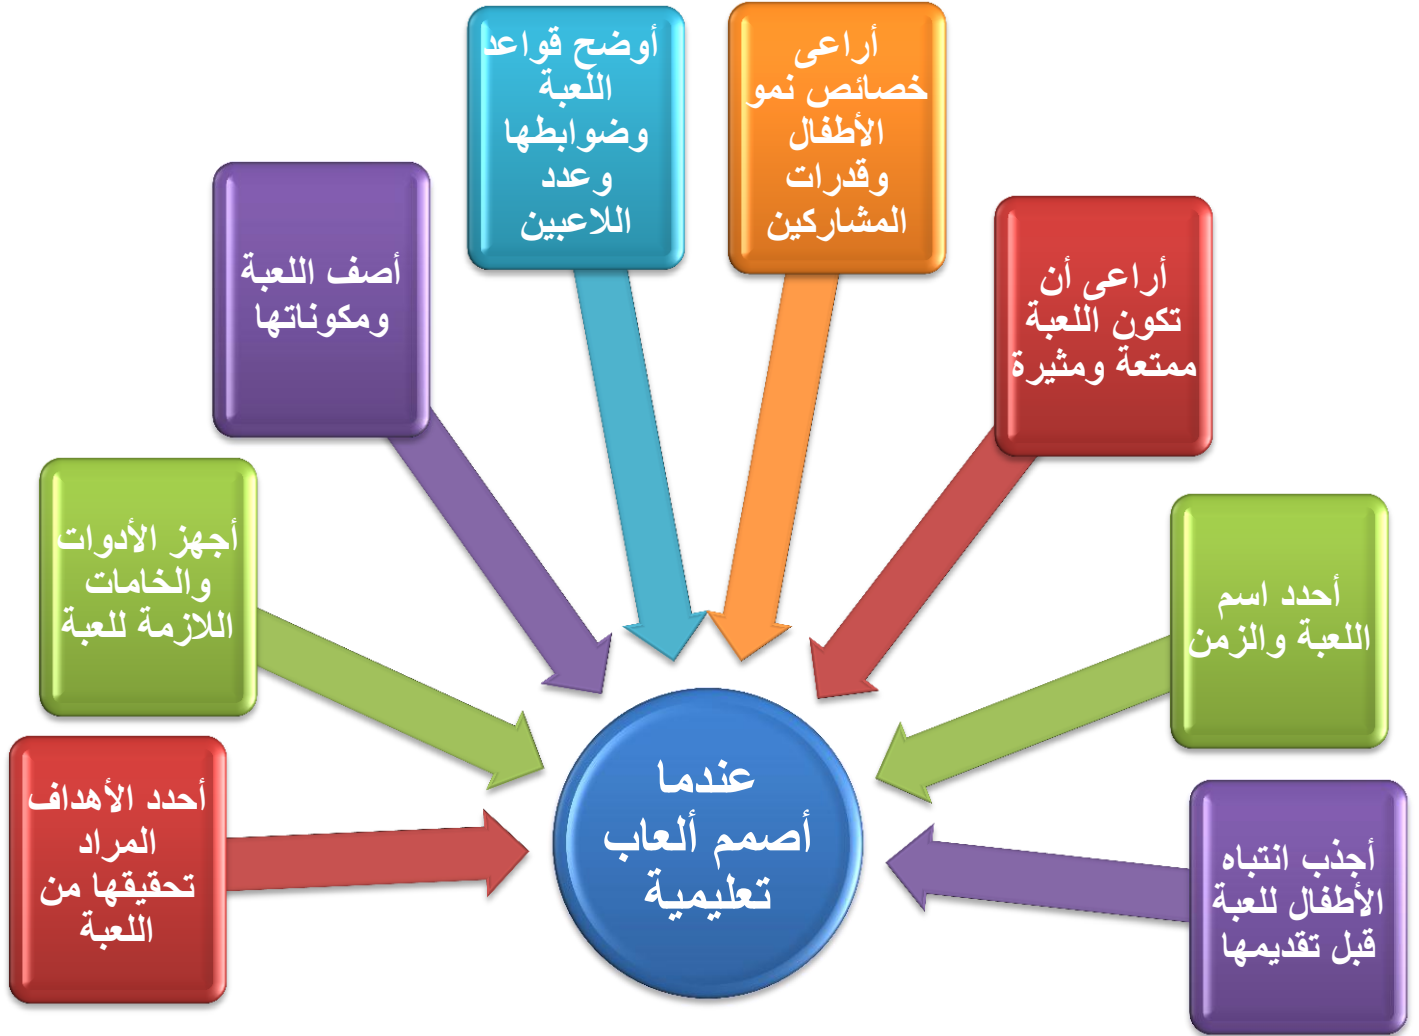 أوضح قواعد
اللعبة
وضوابطها
وعدد
اللاعبين
أراعى
خصائص نمو
الأطفال
وقدرات
المشاركين
أصف اللعبة
ومكوناتها
أراعى أن
تكون اللعبة
ممتعة ومثيرة
أجهز الأدوات
والخامات
اللازمة للعبة
أحدد اسم
اللعبة والزمن
أحدد الأهداف
المراد
تحقيقها من
اللعبة
عندما
أصمم ألعاب
تعليمية
أجذب انتباه
الأطفال للعبة
قبل تقديمها